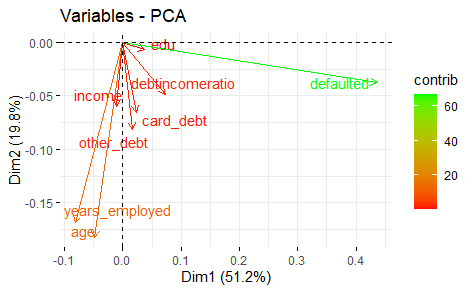 Variables - PCA
0.00
-0.05
-0.10
-0.15
Dim2 (19.8%)
edu
debtincomeratio
defaulted
income
card_debt
other_debt
years_employed
age
-0.1
0.0
0.1
0.2
0.3
0.4
Dim1 (51.2%)
contrib
60
40
20